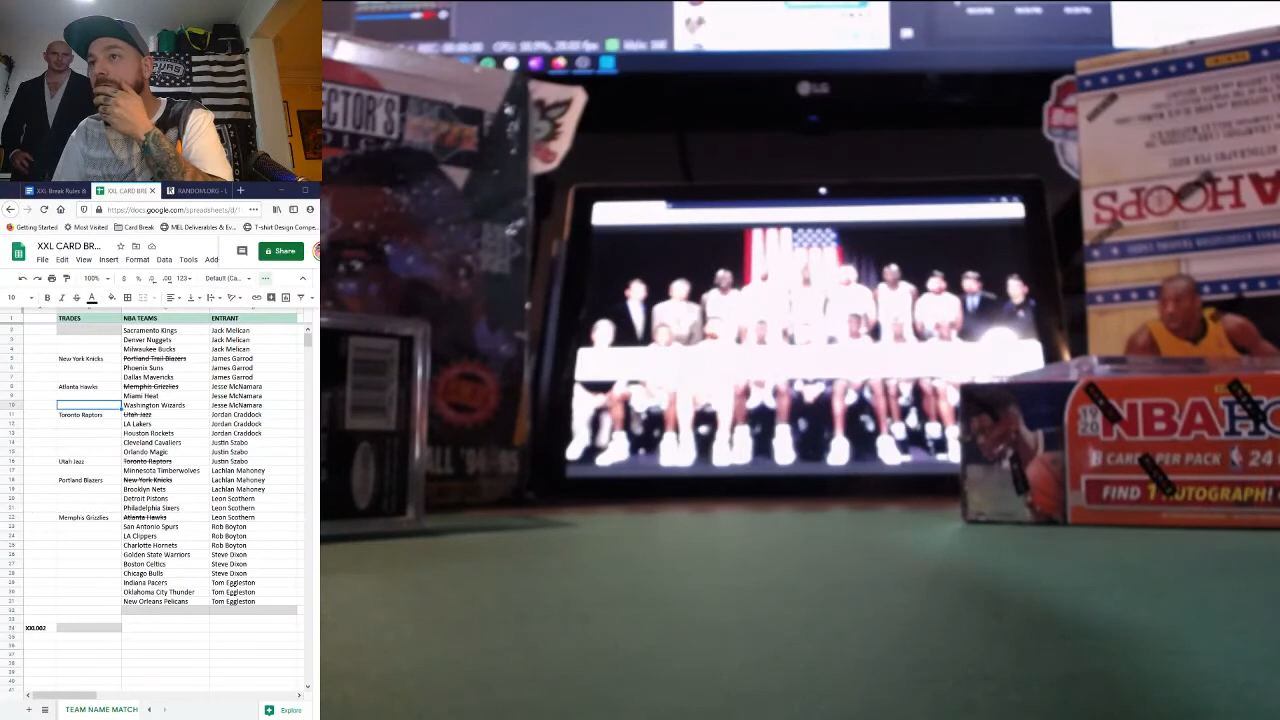 XXL Break Rules &
XXL CARD BRE
RANDOM.ORG - L
https://docs.google.com/spreadsheets/d/
Getting Started
Most Visited
Card Break
MEL Deliverables & Ev...
T-shirt Design Compe...
XXL CARD BR...
Share
File Edit View Insert Format Data Tools Add
100%
$ % .0 .00 123
Default (Ca...
10
B I S A
TRADES NBA TEAMS ENTRANT
Sacramento Kings Jack Melican
Denver Nuggets Jack Melican
Milwaukee Bucks Jack Melican
New York Knicks Portland Trail Blazers James Garrod
Phoenix Suns James Garrod
Dallas Mavericks James Garrod
Atlanta Hawks Memphis Grizzlies Jesse McNamara
Miami Heat Jesse McNamara
Washington Wizards Jesse McNamara
Toronto Raptors Utah Jazz Jordan Craddock
LA Lakers Jordan Craddock
Houston Rockets Jordan Craddock
Cleveland Cavaliers Justin Szabo
Orlando Magic Justin Szabo
Utah Jazz Toronto Raptors Justin Szabo
Minnesota Timberwolves Lachlan Mahoney
Portland Blazers New York Knicks Lachlan Mahoney
Brooklyn Nets Lachlan Mahoney
Detroit Pistons Leon Scothern
Philadelphia Sixers Leon Scothern
Memphis Grizzlies Atlanta Hawks Leon Scothern
San Antonio Spurs Rob Boyton
LA Clippers Rob Boyton
Charlotte Hornets Rob Boyton
Golden State Warriors Steve Dixon
Boston Celtics Steve Dixon
Chicago Bulls Steve Dixon
Indiana Pacers Tom Eggleston
Oklahoma City Thunder Tom Eggleston
New Orleans Pelicans Tom Eggleston
XXL002
TEAM NAME MATCH
Explore
LG
HOOPS
NBA HO
CARDS PER PACK 24
FIND 1 AUTOGRAPH!